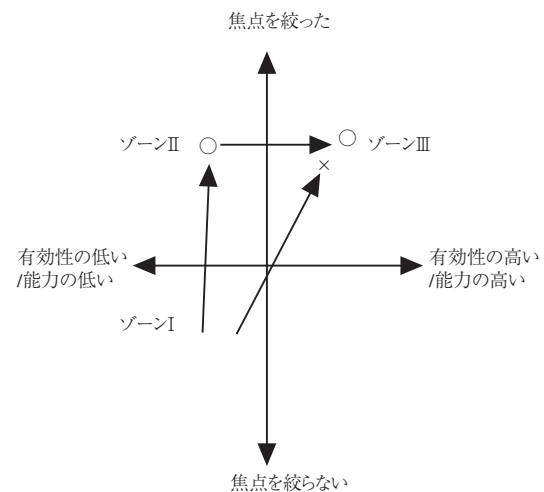 焦点を絞った
ゾーンⅡ
ゾーンⅢ
×
有効性の低い
/能力の低い
有効性の高い
/能力の高い
ゾーンⅠ
焦点を絞らない